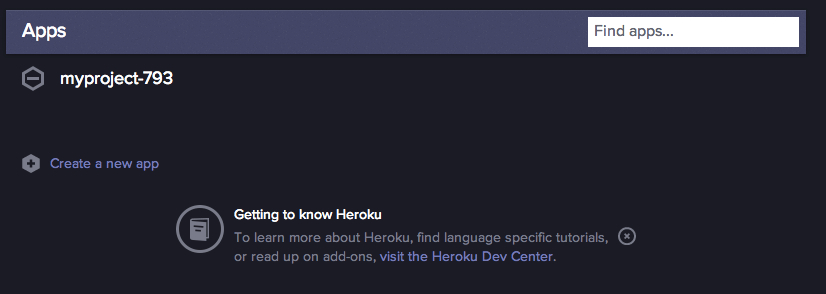 Apps
Find apps...
myproject-793
Create a new app
Getting to know Heroku
To learn more about Heroku, find language specific tutorials,
or read up on add-ons, visit the Heroku Dev Center.